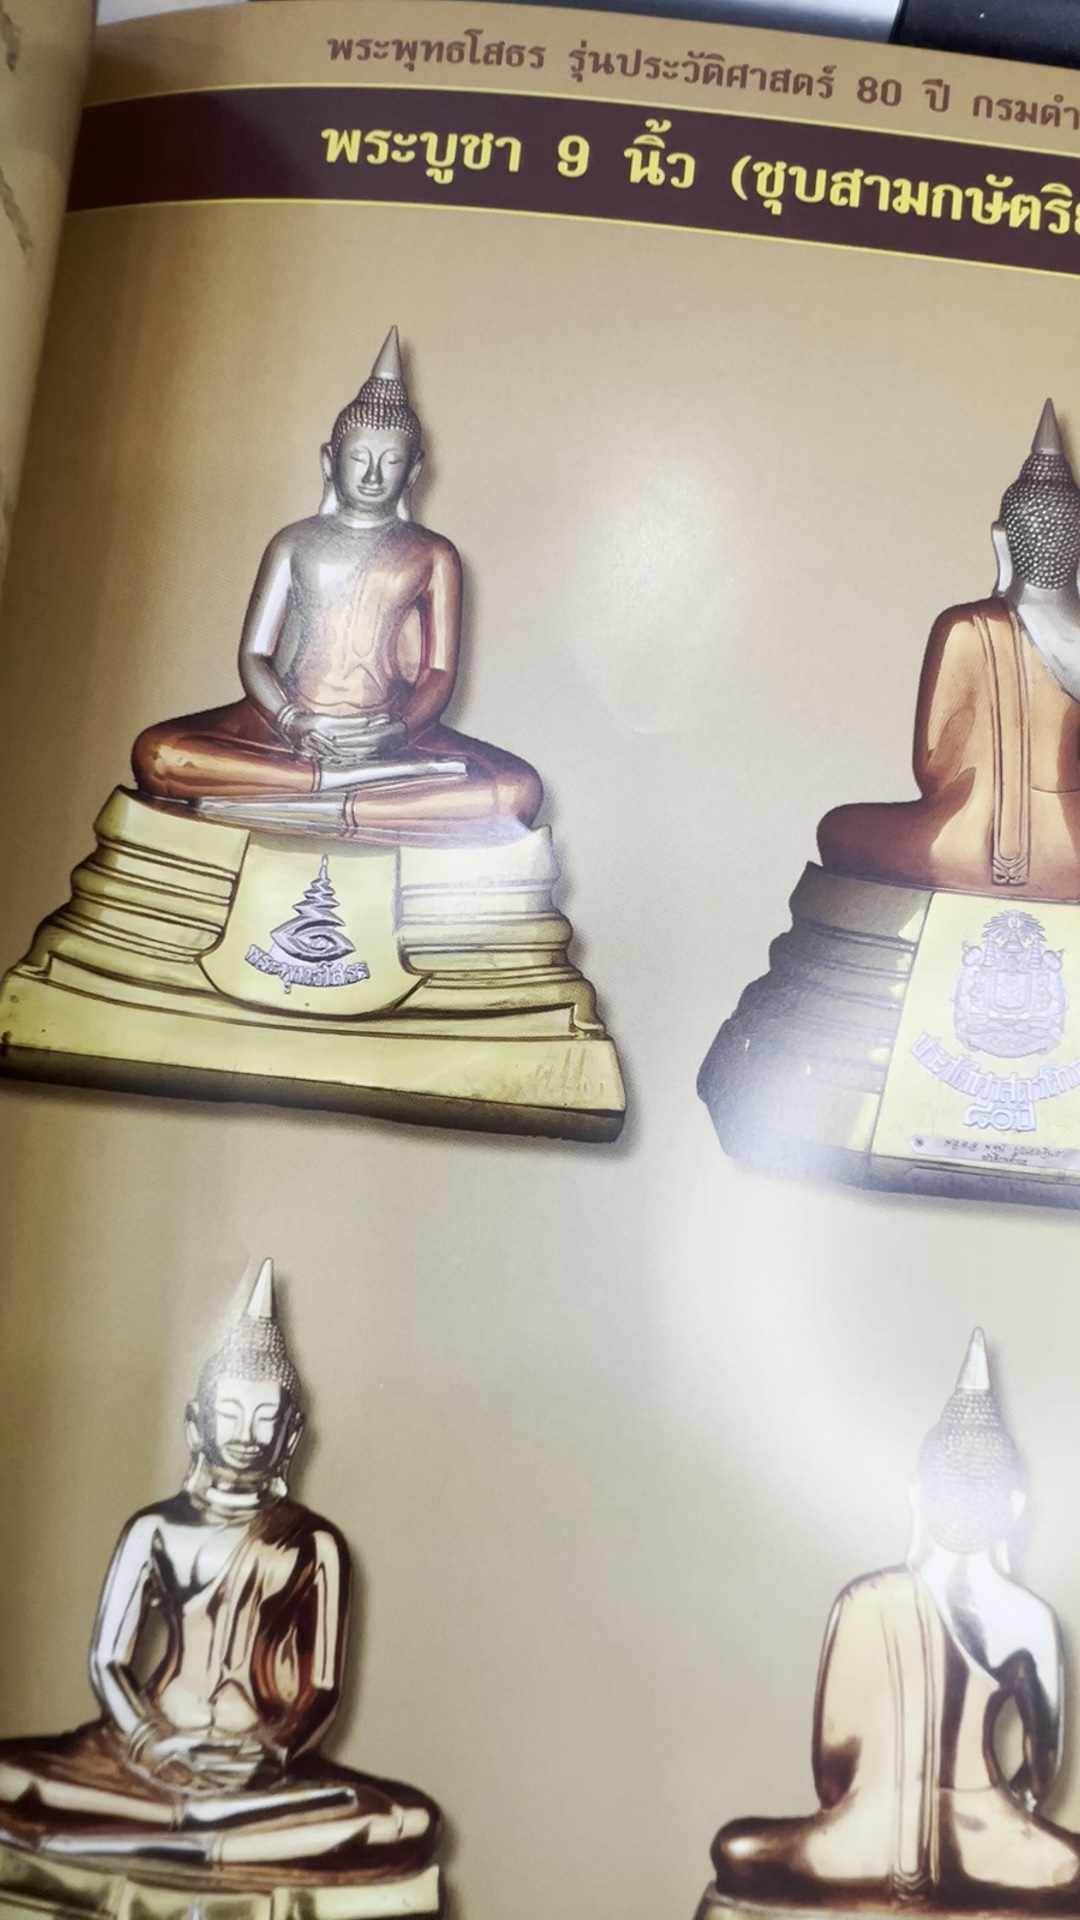 พระพุทธโสธร รุ่นประวัติศาสตร์ 80 ปี กรมตำ
พระบูชา 9 นิ้ว (ชุบสามกษัตริ
พระพุทธโสธร
๘๐ปี